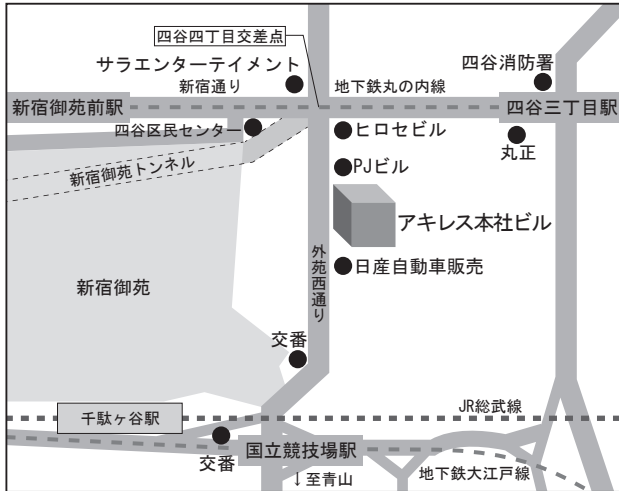 四谷四丁目交差点
サラエンターテイメント
四谷消防署
新宿通り
地下鉄丸の内線
新宿御苑前駅
四谷三丁目駅
四谷区民センター
ヒロセビル
丸正
新宿御苑トンネル
PJビル
アキレス本社ビル
外苑西通り
日産自動車販売
新宿御苑
交番
JR総武線
千駄ヶ谷駅
交番
国立競技場駅
地下鉄大江戸線
↓至青山